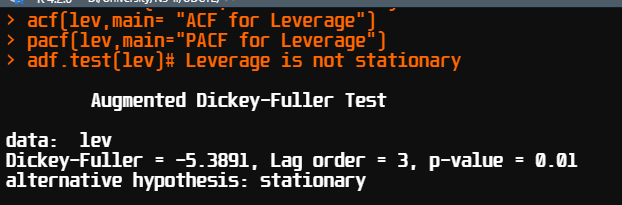 > acf(lev,main= "ACF for Leverage")
> pacf(lev,main="PACF for Leverage")
> adf.test(lev)# Leverage is not stationary
Augmented Dickey-Fuller Test
data:  lev
Dickey-Fuller = -5.3891, Lag order = 3, p-value = 0.01
alternative hypothesis: stationary